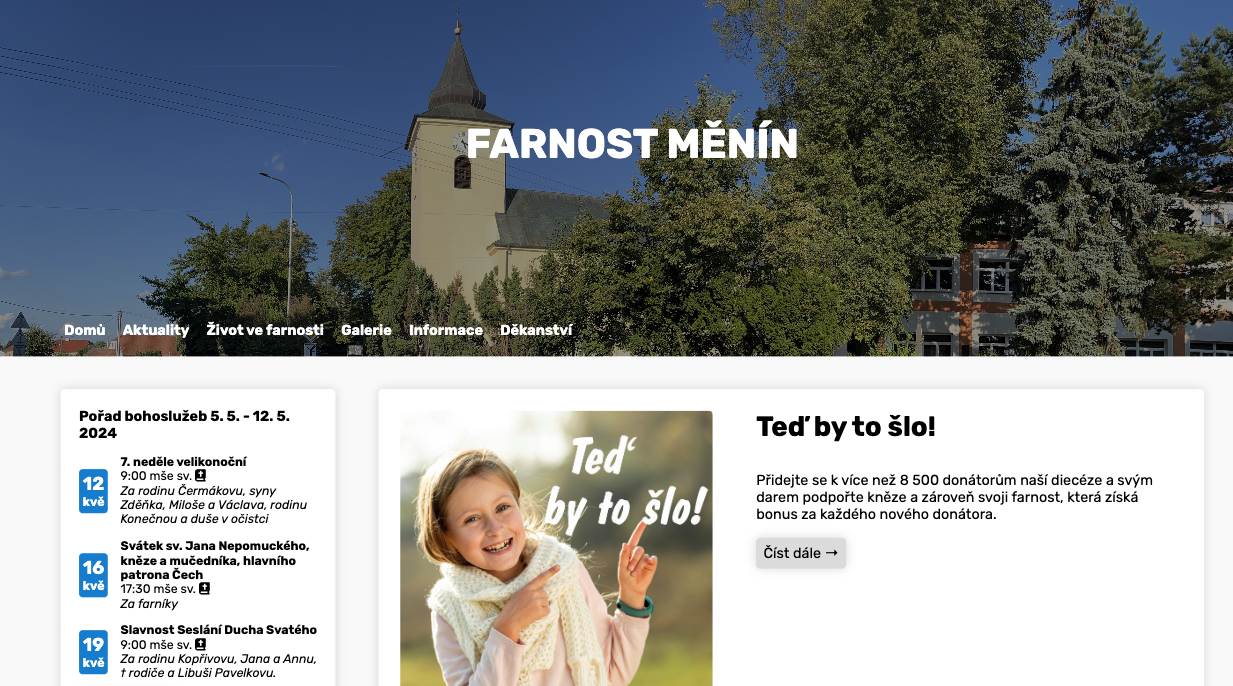 FARNOST MĚNÍN
Domů Aktuality Život ve farnosti Galerie Informace Děkanství
Pořad bohoslužeb 5. 5. - 12. 5.
2024
12
kvě
7. neděle velikonoční
9:00 mše sv.
Za rodinu Čermákovu, syny
Zděňka, Miloše a Václava, rodinu
Konečnou a duše v očistci
16
kvě
Svátek sv. Jana Nepomuckého,
kněze a mučedníka, hlavního
patrona Čech
17:30 mše sv.
Za farníky
19
kvě
Slavnost Seslání Ducha Svatého
9:00 mše sv.
Za rodinu Kopřivovu, Jana a Annu,
† rodiče a Libuši Pavelkovu.
Teď
by to šlo!
Teď by to šlo!
Přidejte se k více než 8 500 donátorům naší diecéze a svým
darem podpořte kněze a zároveň svoji farnost, která získá
bonus za každého nového donátora.
Číst dále →